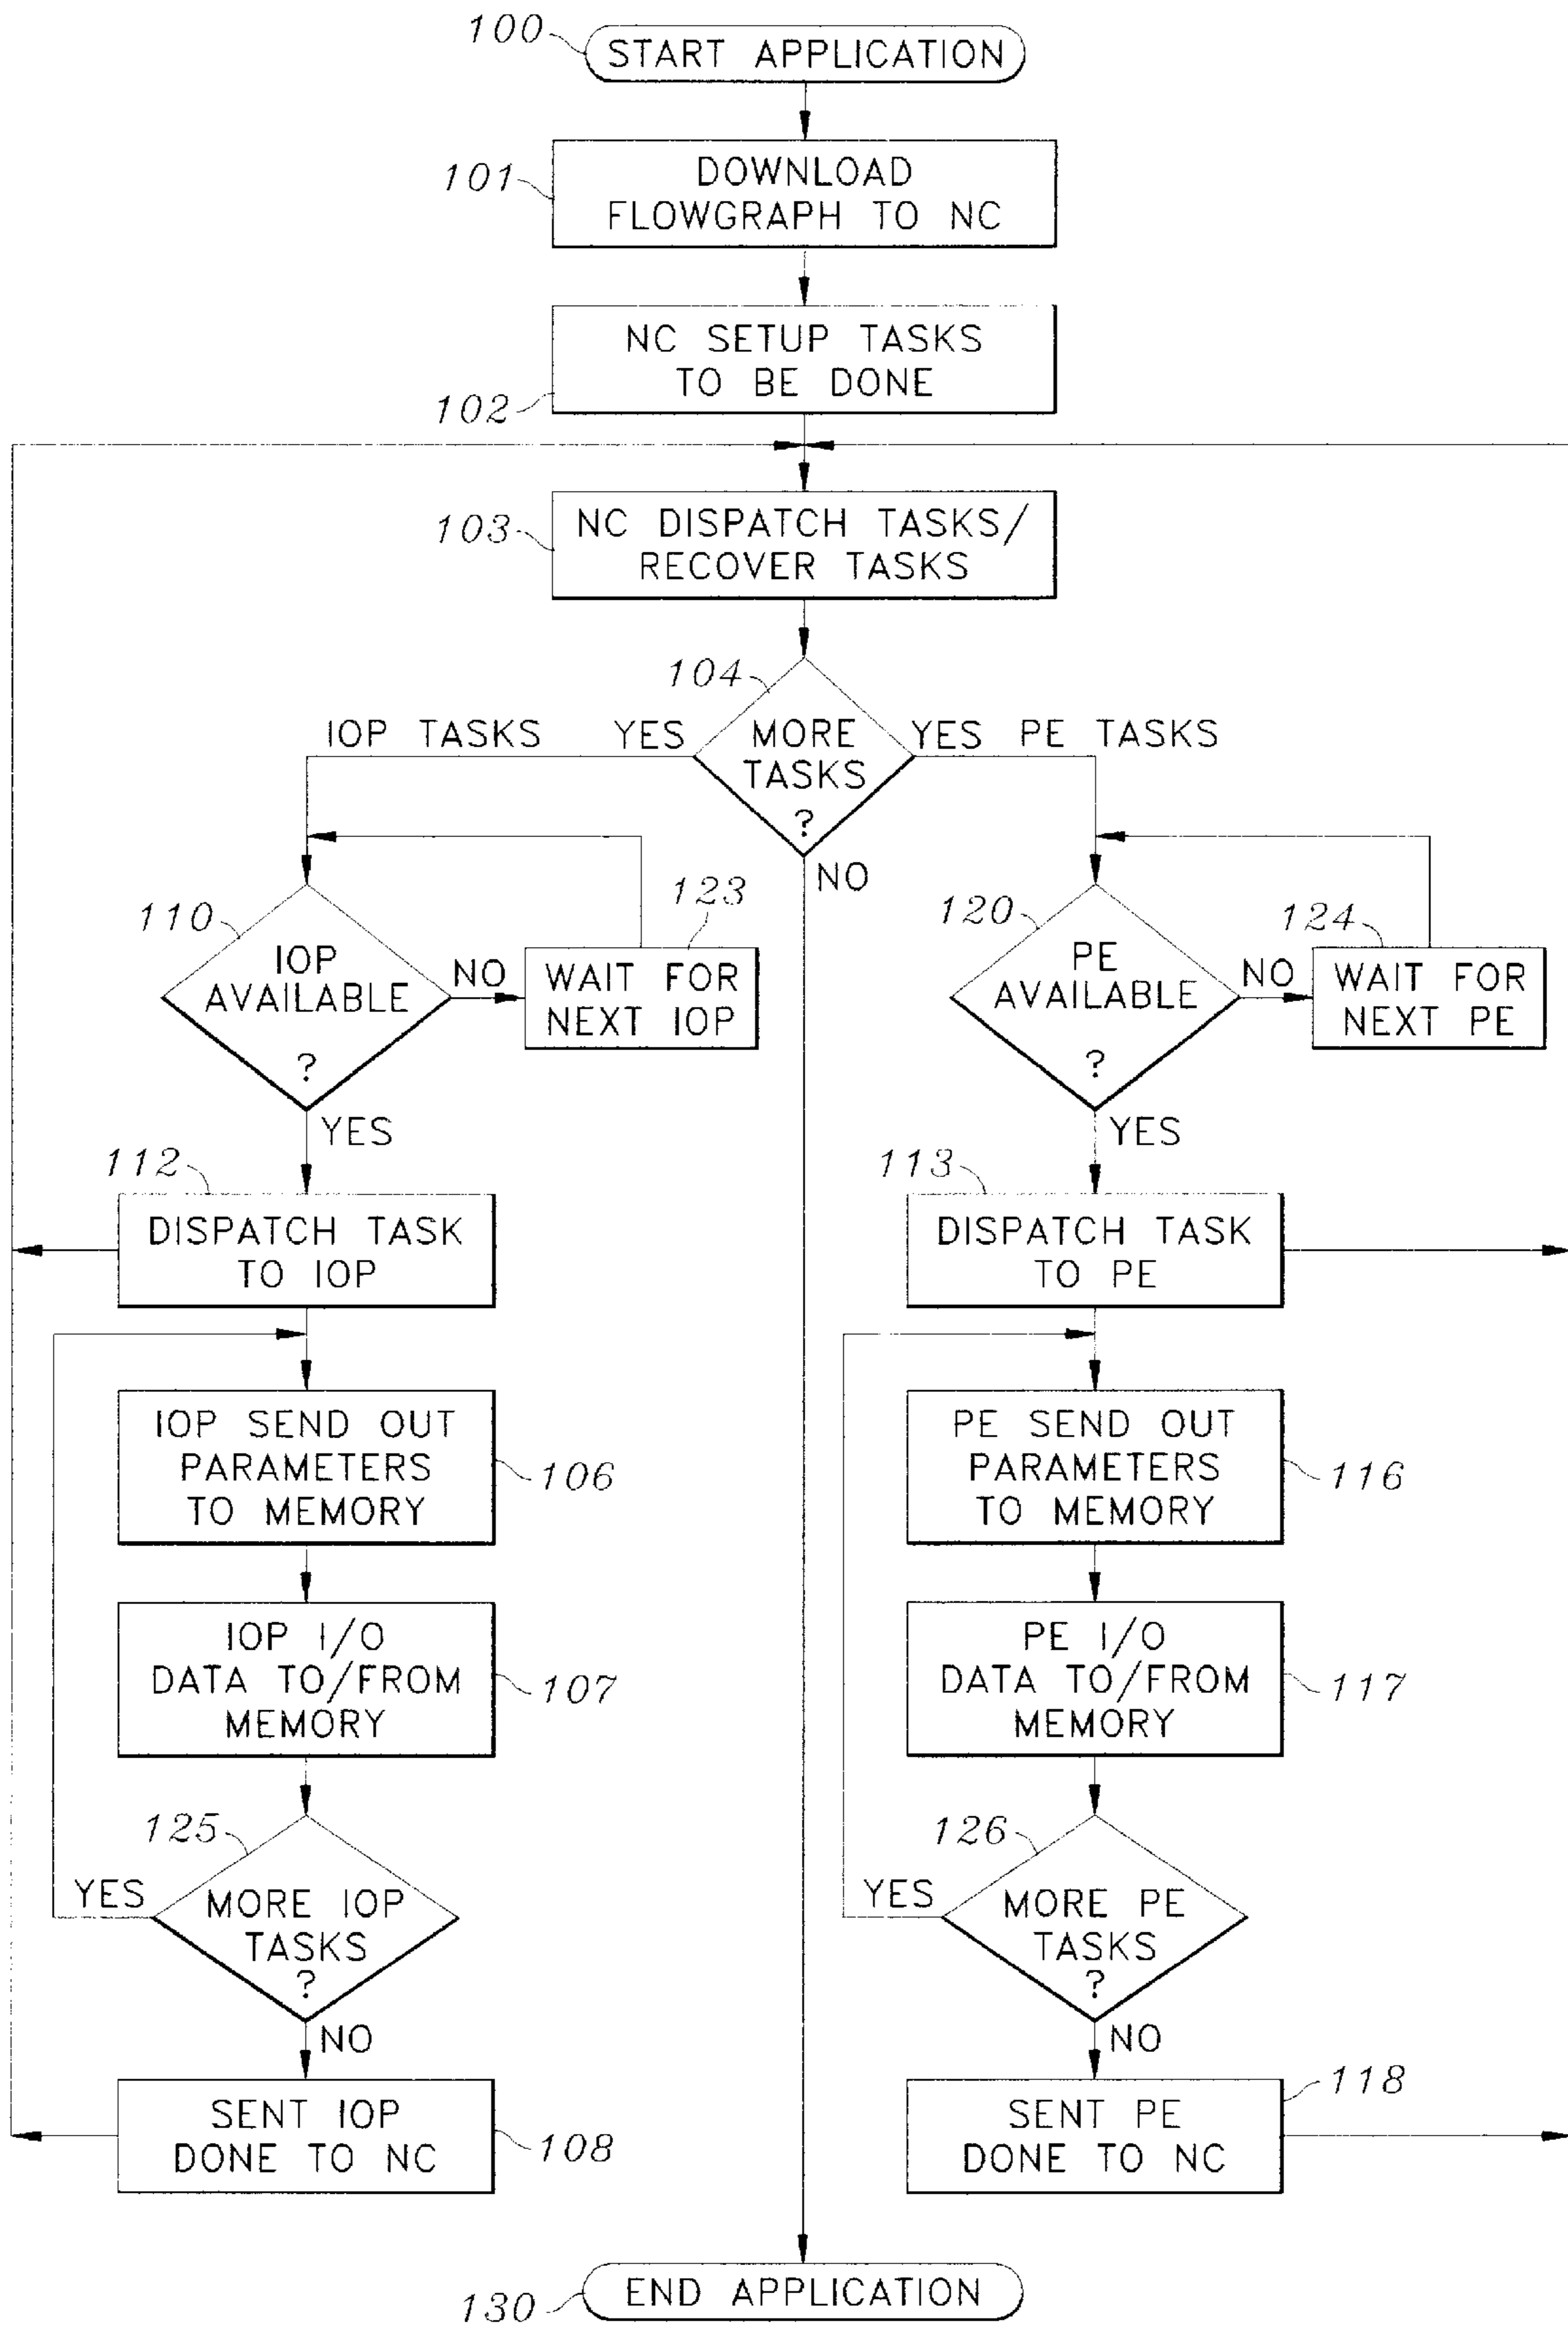 100
START APPLICATION
101
DOWNLOAD
FLOWGRAPH TO NC
NC SETUP TASKS
TO BE DONE
102
103
NC DISPATCH TASKS/
RECOVER TASKS
104
IOP TASKS YES
MORE
TASKS
?
YES PE TASKS
NO
110
IOP
AVAILABLE
?
NO
123
WAIT FOR
NEXT IOP
YES
120
PE
AVAILABLE
?
NO
124
WAIT FOR
NEXT PE
YES
112
DISPATCH TASK
TO IOP
113
DISPATCH TASK
TO PE
IOP SEND OUT
PARAMETERS
TO MEMORY
106
PE SEND OUT
PARAMETERS
TO MEMORY
116
IOP I/O
DATA TO/FROM
MEMORY
107
PE I/O
DATA TO/FROM
MEMORY
117
125
YES
MORE IOP
TASKS
?
NO
126
YES
MORE PE
TASKS
?
NO
SENT IOP
DONE TO NC
108
SENT PE
DONE TO NC
118
END APPLICATION
130